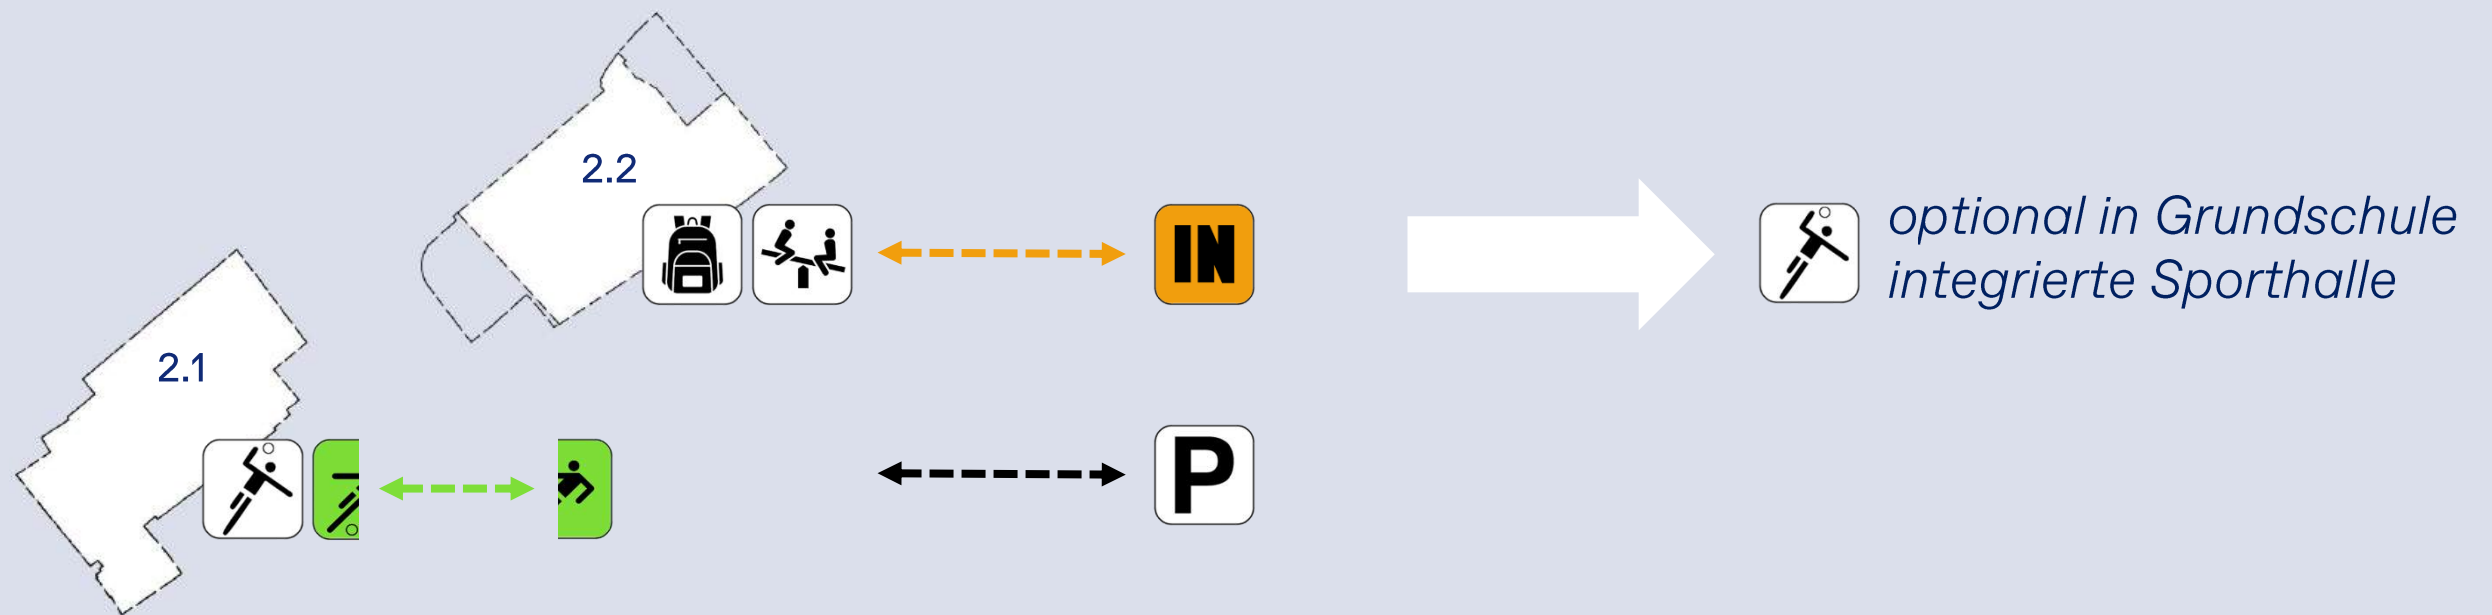 2.2
IN
optional in Grundschule
integrierte Sporthalle
2.1
P